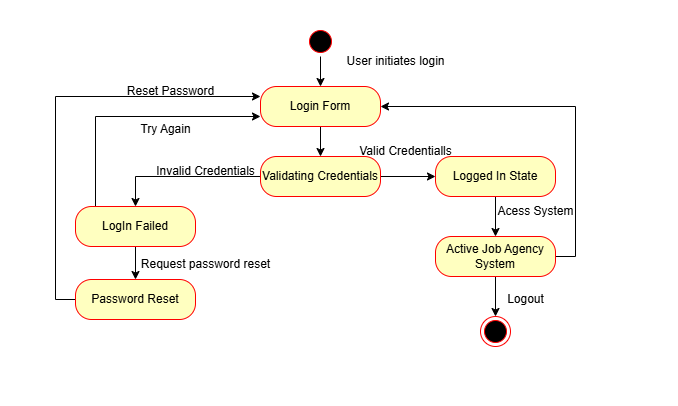 User initiates login
Reset Password
Login Form
Try Again
Valid Credentialls
Invalid Credentials
Validating Credentials
Logged In State
Acess System
LogIn Failed
Active Job Agency
System
Request password reset
Password Reset
Logout